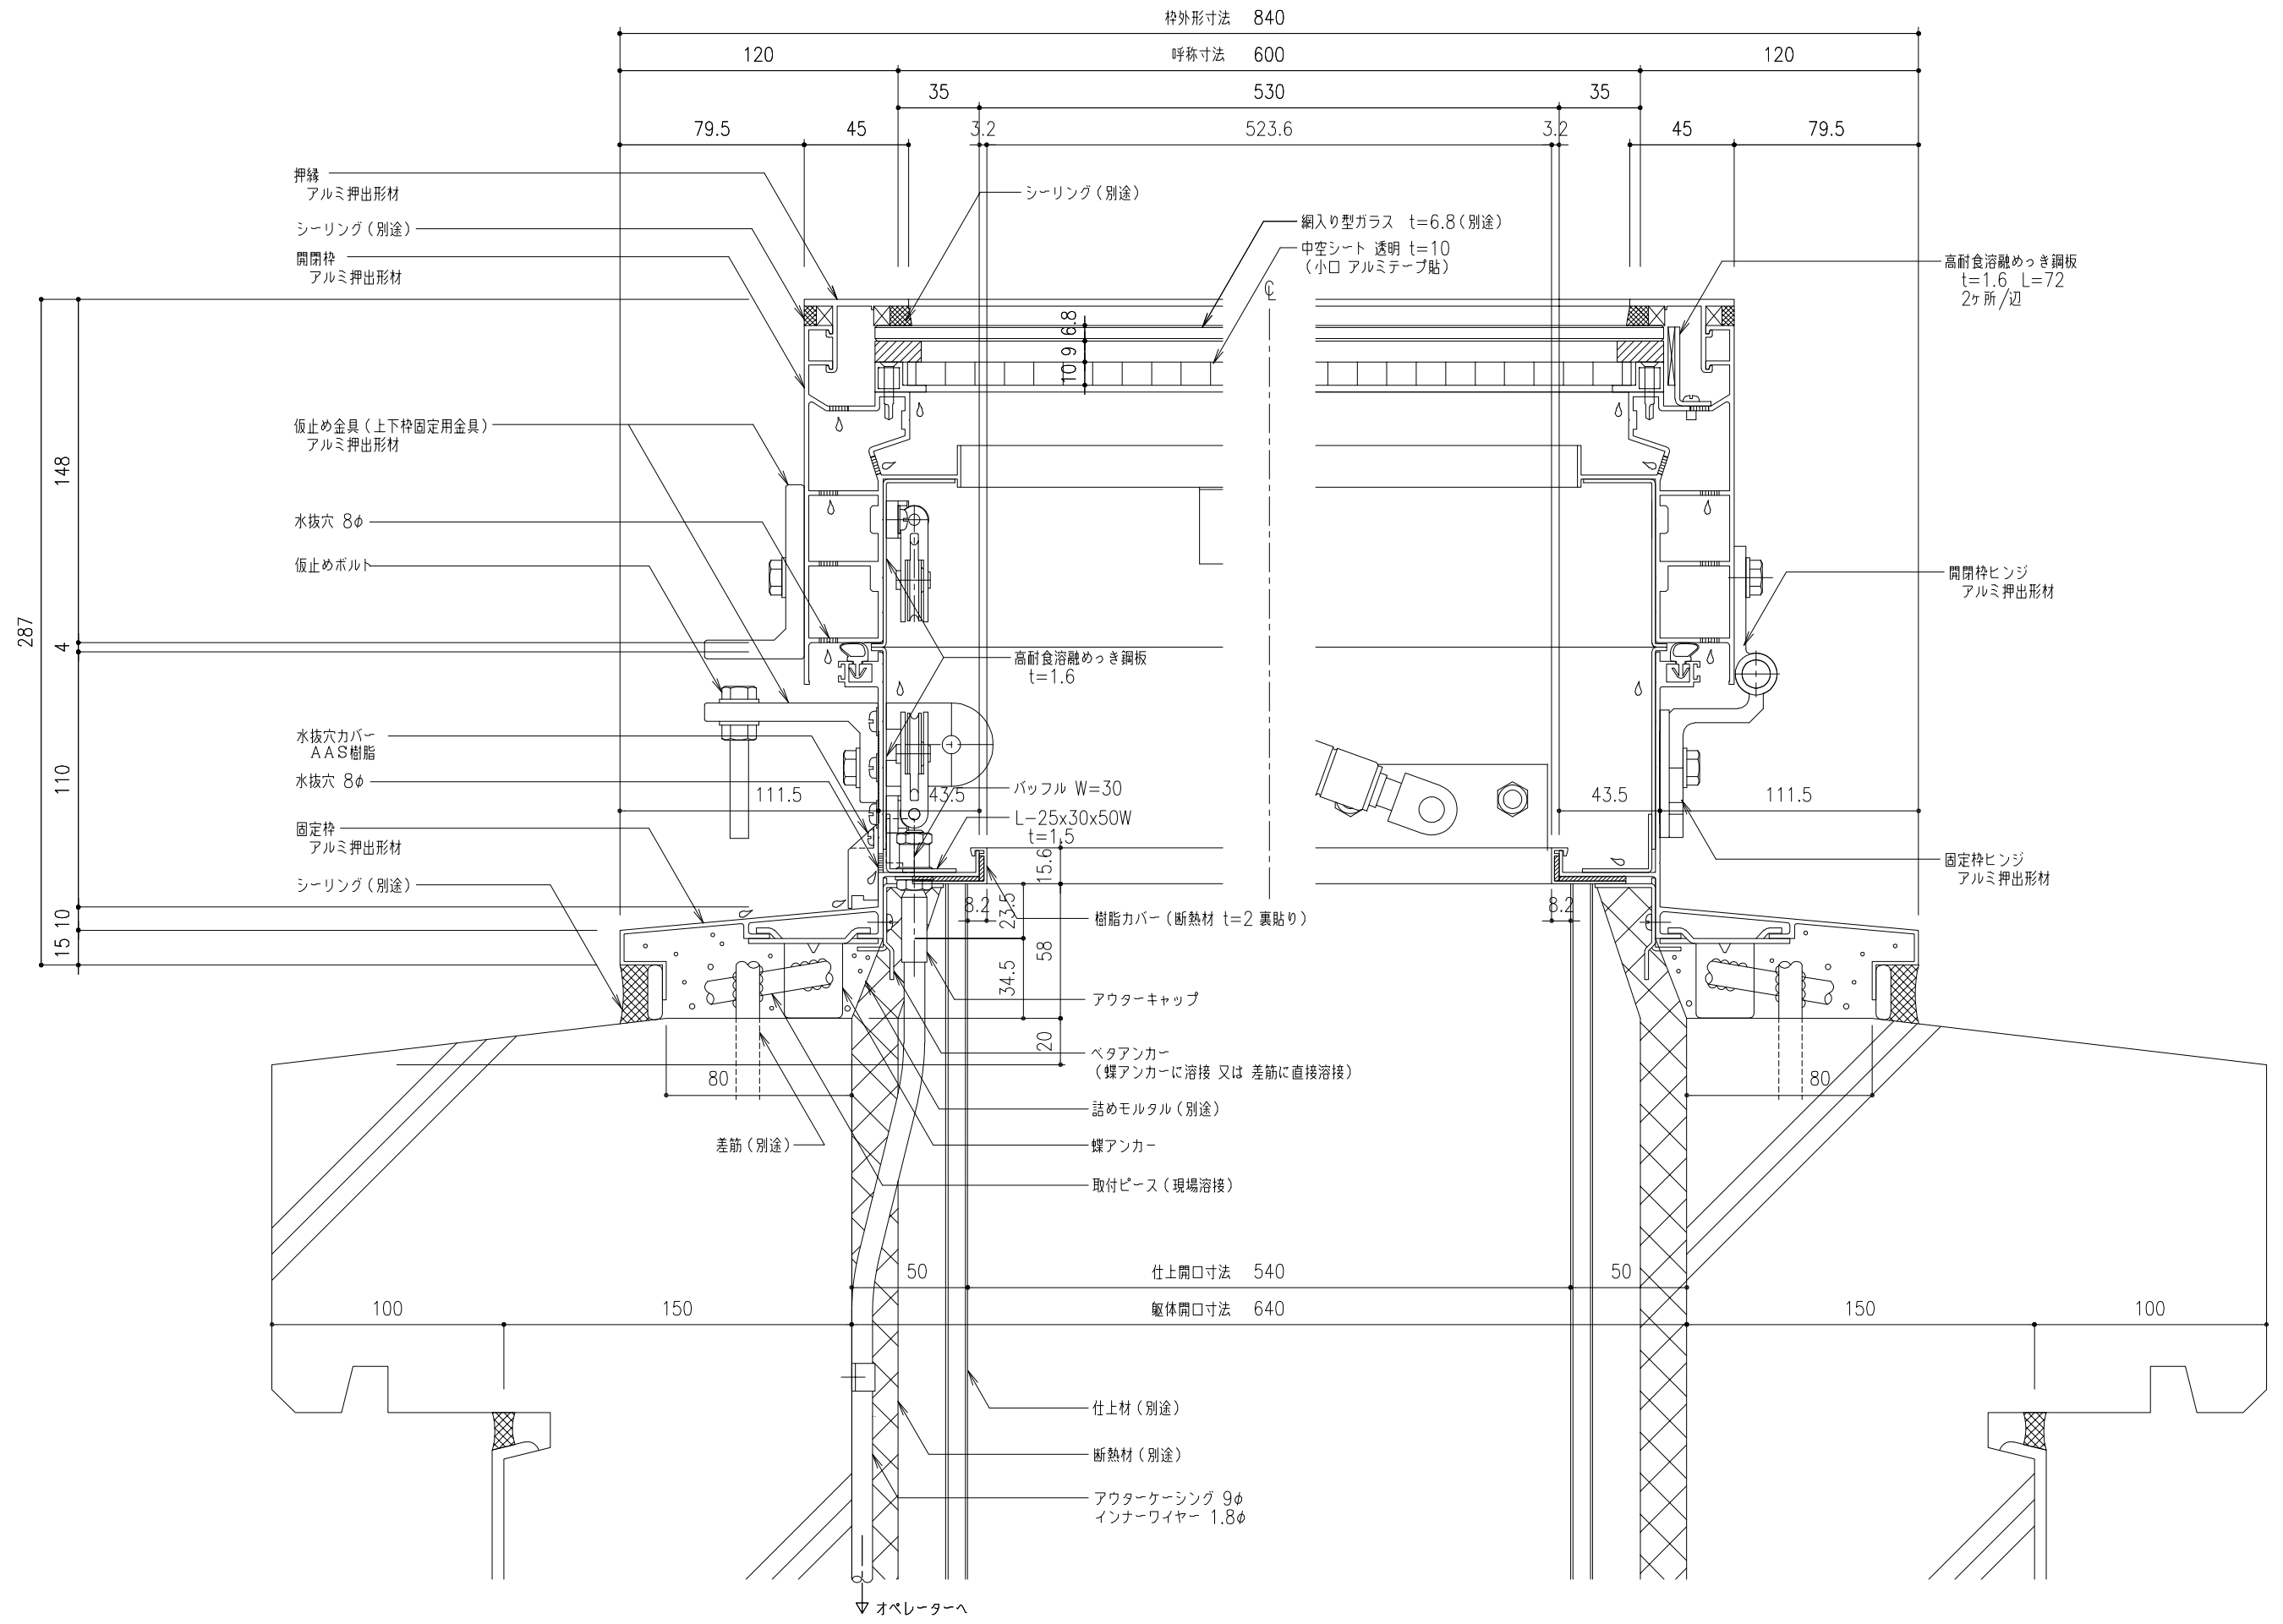 枠外形寸法 840
120
呼称寸法 600
120
35
530
35
79.5
45
3.2
523.6
3.2
45
79.5
押縁
アルミ押出形材
シーリング（別途）
シーリング（別途）
網入り型ガラス t=6.8（別途）
開閉枠
アルミ押出形材
中空シート 透明 t=10
（小口 アルミテープ貼）
高耐食溶融めっき鋼板
t=1.6 L=72
2ヶ所/辺
℄
6.8
9
10
仮止め金具（上下枠固定用金具）
アルミ押出形材
148
水抜穴 8φ
仮止めボルト
開閉枠ヒンジ
アルミ押出形材
287
4
高耐食溶融めっき鋼板
t=1.6
水抜穴カバー
AAS樹脂
水抜穴 8φ
110
111.5
43.5
バッフル W=30
43.5
111.5
L-25x30x50W
t=1.5
固定枠
アルミ押出形材
15.6
固定枠ヒンジ
アルミ押出形材
シーリング（別途）
8.2
23.5
樹脂カバー（断熱材 t=2 裏貼り）
8.2
10
15
58
34.5
アウターキャップ
20
ベタアンカー
（蝶アンカーに溶接 又は 差筋に直接溶接）
80
80
詰めモルタル（別途）
差筋（別途）
蝶アンカー
取付ピース（現場溶接）
50
仕上開口寸法 540
50
100
150
躯体開口寸法 640
150
100
仕上材（別途）
断熱材（別途）
アウターケーシング 9φ
インナーワイヤー 1.8φ
オペレーターへ